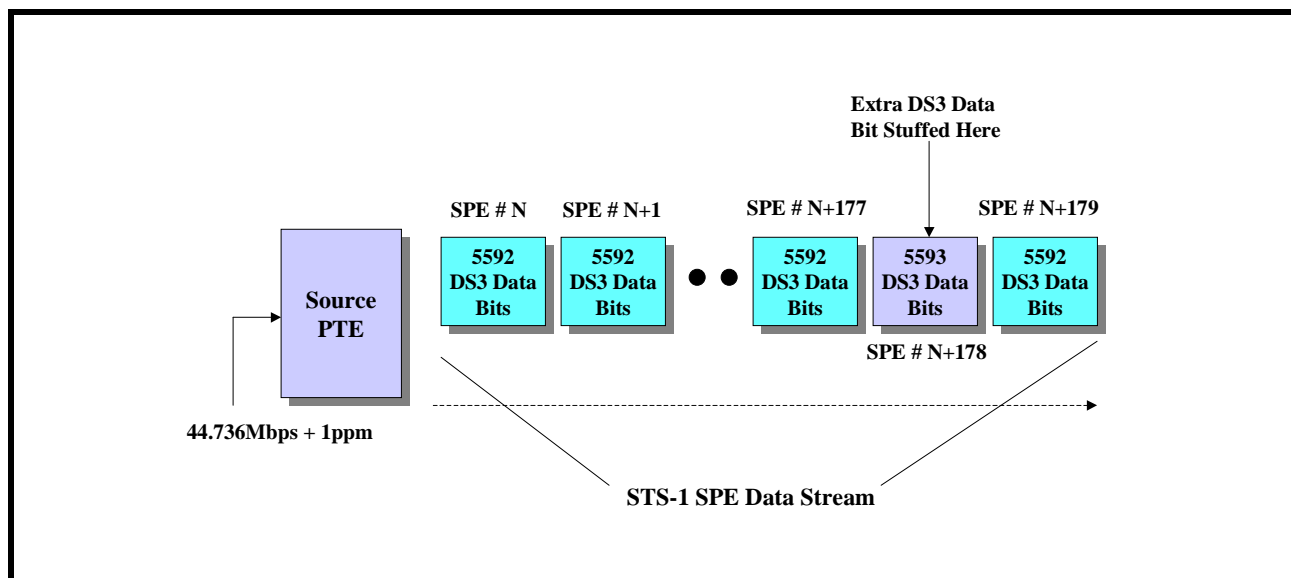 Extra DS3 Data
Bit Stuffed Here
SPE # N
SPE # N+1
SPE # N+177
SPE # N+179
Source
PTE
5592
DS3 Data
Bits
5592
DS3 Data
Bits
5592
DS3 Data
Bits
5593
DS3 Data
Bits
5592
DS3 Data
Bits
SPE # N+178
44.736Mbps + 1ppm
STS-1 SPE Data Stream